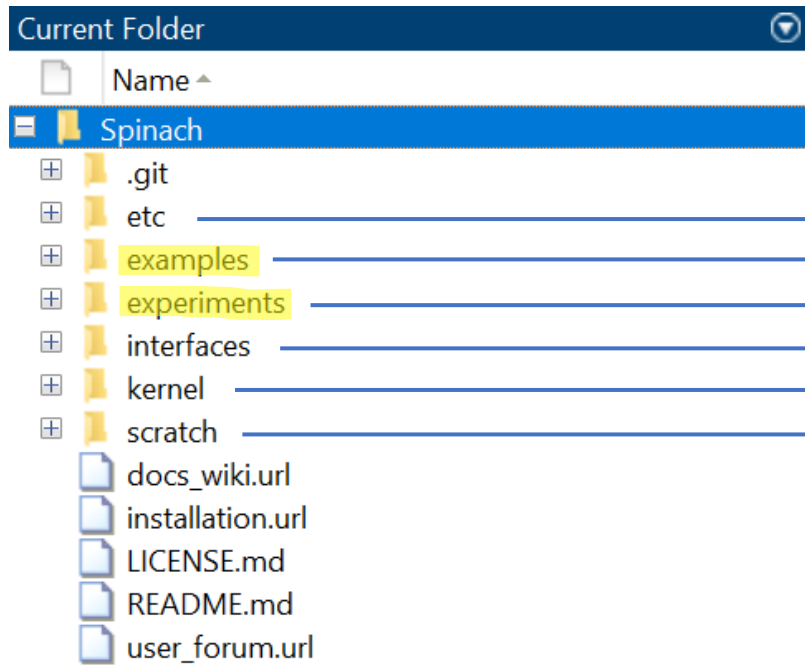 Current Folder
Name
Spinach
.git
etc
examples
experiments
interfaces
kernel
scratch
docs_wiki.url
installation.url
LICENSE.md
README.md
user_forum.url